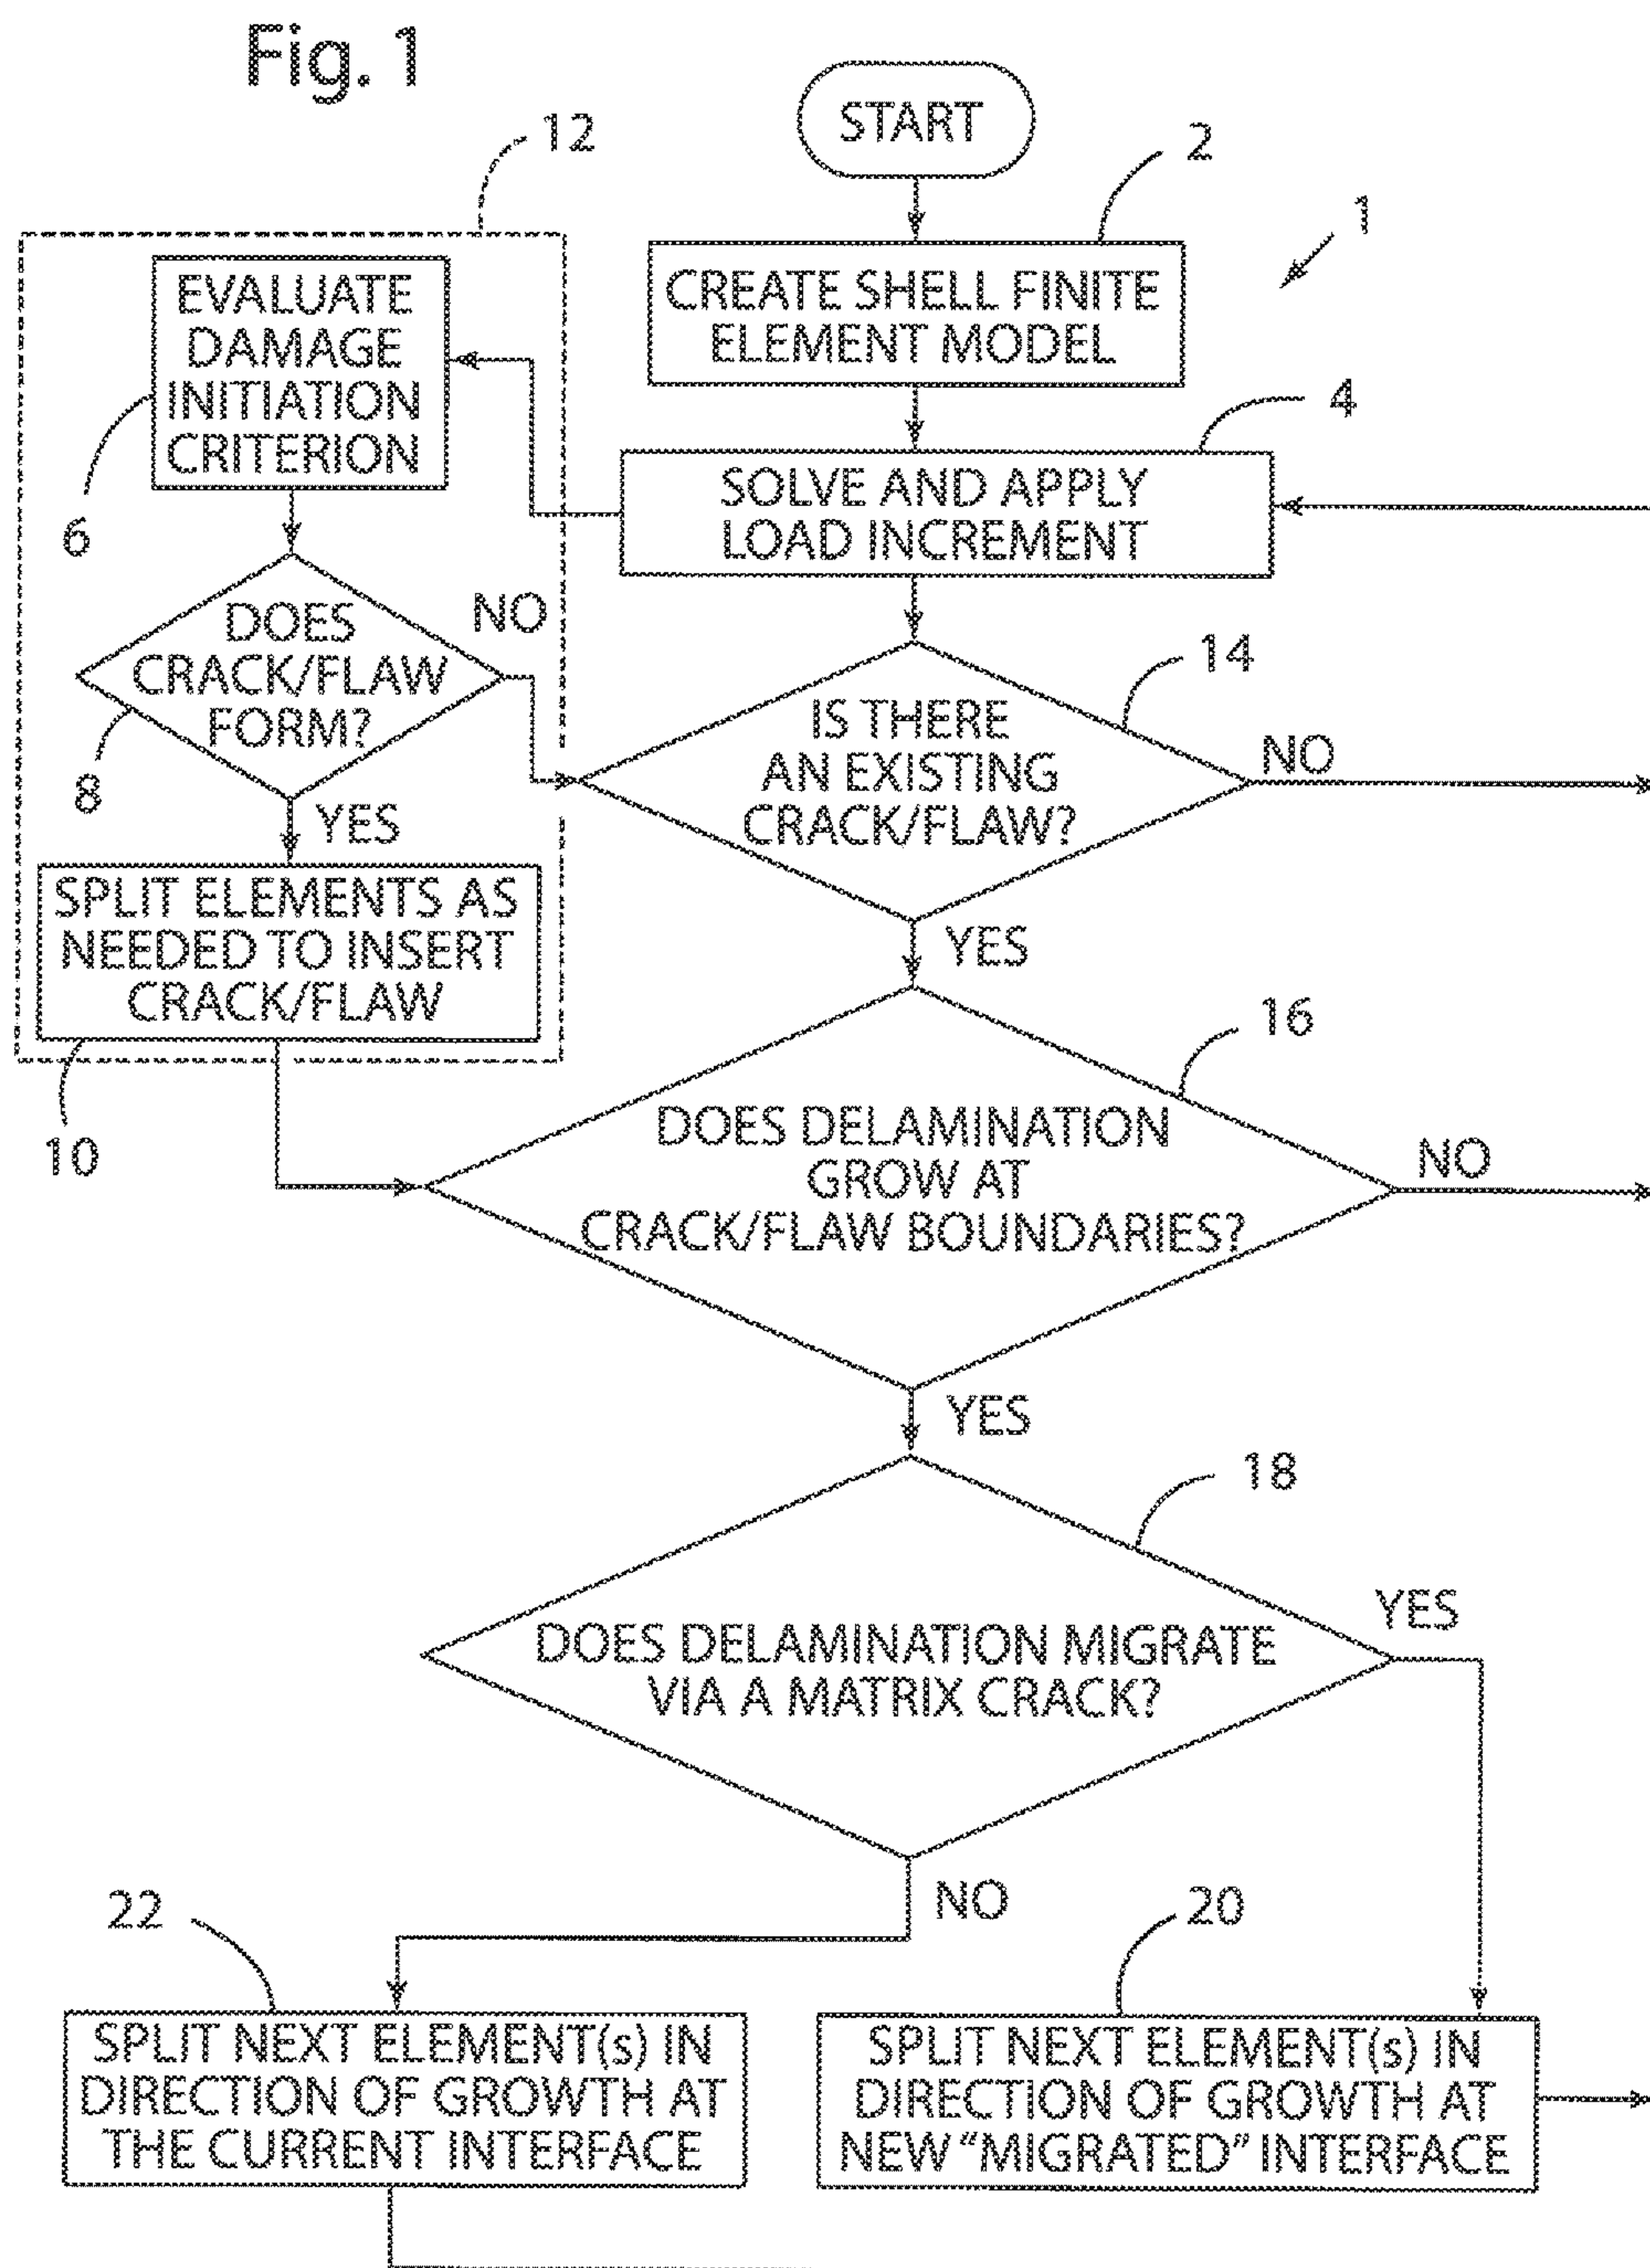 Fig. 1
START
12
2
1
EVALUATE
DAMAGE
INITIATION
CRITERION
CREATE SHELL FINITE
ELEMENT MODEL
4
6
SOLVE AND APPLY
LOAD INCREMENT
DOES
CRACK/FLAW
FORM?
NO
8
YES
14
IS THERE
AN EXISTING
CRACK/FLAW?
NO
YES
SPLIT ELEMENTS AS
NEEDED TO INSERT
CRACK/FLAW
10
16
DOES DELAMINATION
GROW AT
CRACK/FLAW BOUNDARIES?
NO
YES
18
DOES DELAMINATION MIGRATE
VIA A MATRIX CRACK?
YES
NO
22
20
SPLIT NEXT ELEMENT(s) IN
DIRECTION OF GROWTH AT
THE CURRENT INTERFACE
SPLIT NEXT ELEMENT(s) IN
DIRECTION OF GROWTH AT
NEW “MIGRATED” INTERFACE